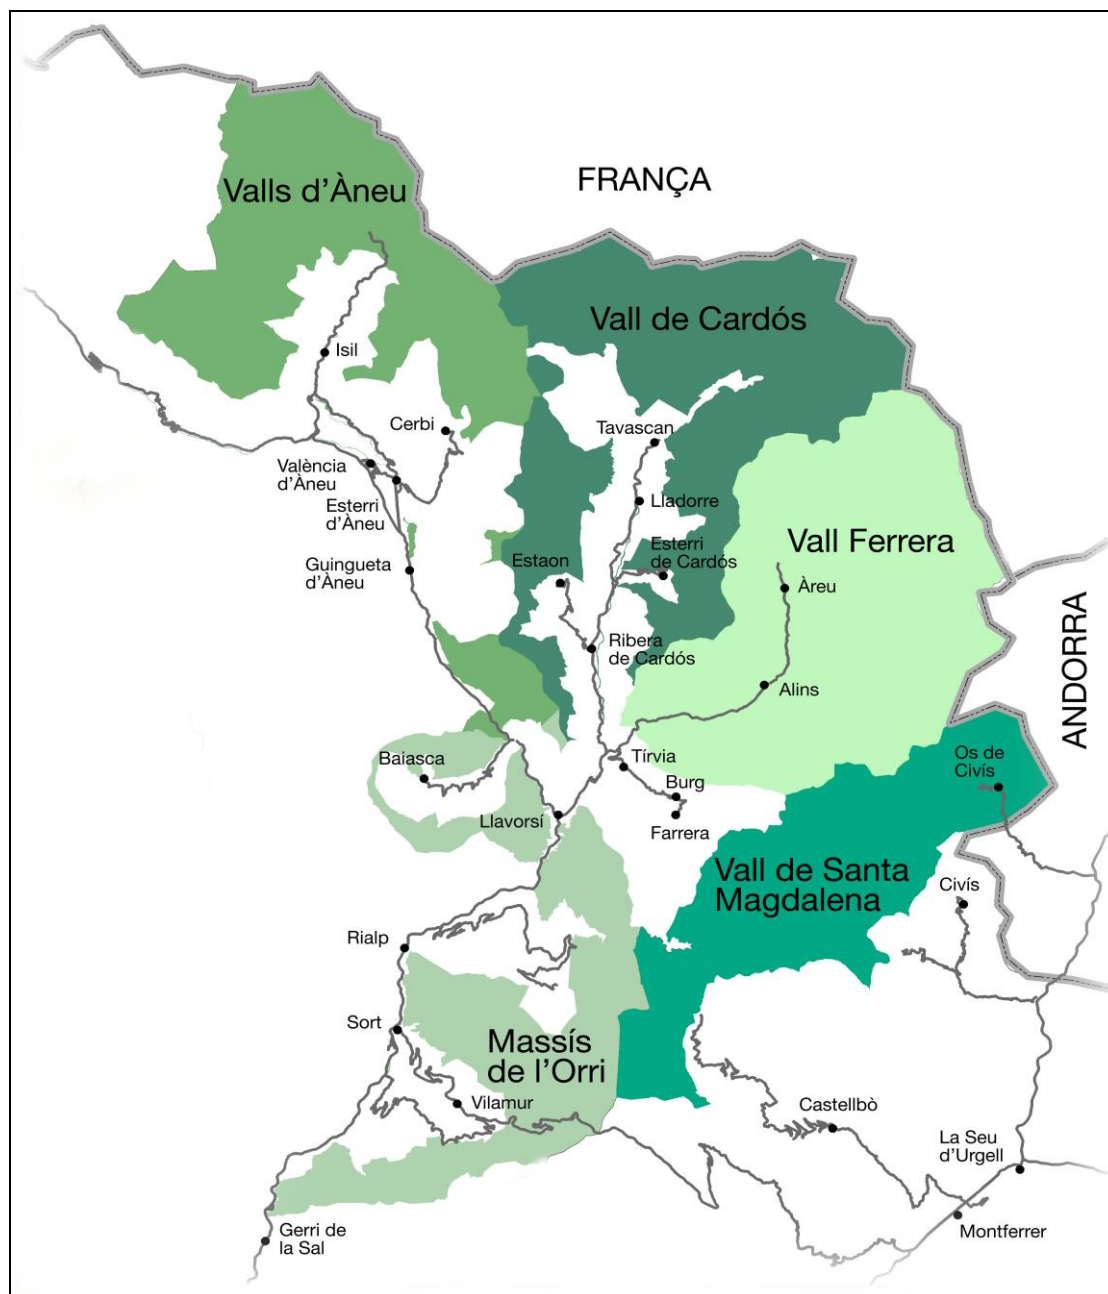 FRANÇA
Valls d'Àneu
Vall de Cardós
Isil
Cerbi
Tavascan
València
d'Àneu
Esterri
d'Àneu
Lladorre
Vall Ferrera
Esterri
de Cardós
Estaon
Guingueta
d'Àneu
Àreu
ANDORRA
Ribera
de Cardós
Alins
Baiasca
Tírvia
Os de
Civís
Burg
Llavorsí
Farrera
Vall de Santa
Magdalena
Civís
Rialp
Sort
Massís
de l'Orri
Vilamur
Castellbò
La Seu
d'Urgell
Gerri de
la Sal
Montferrer